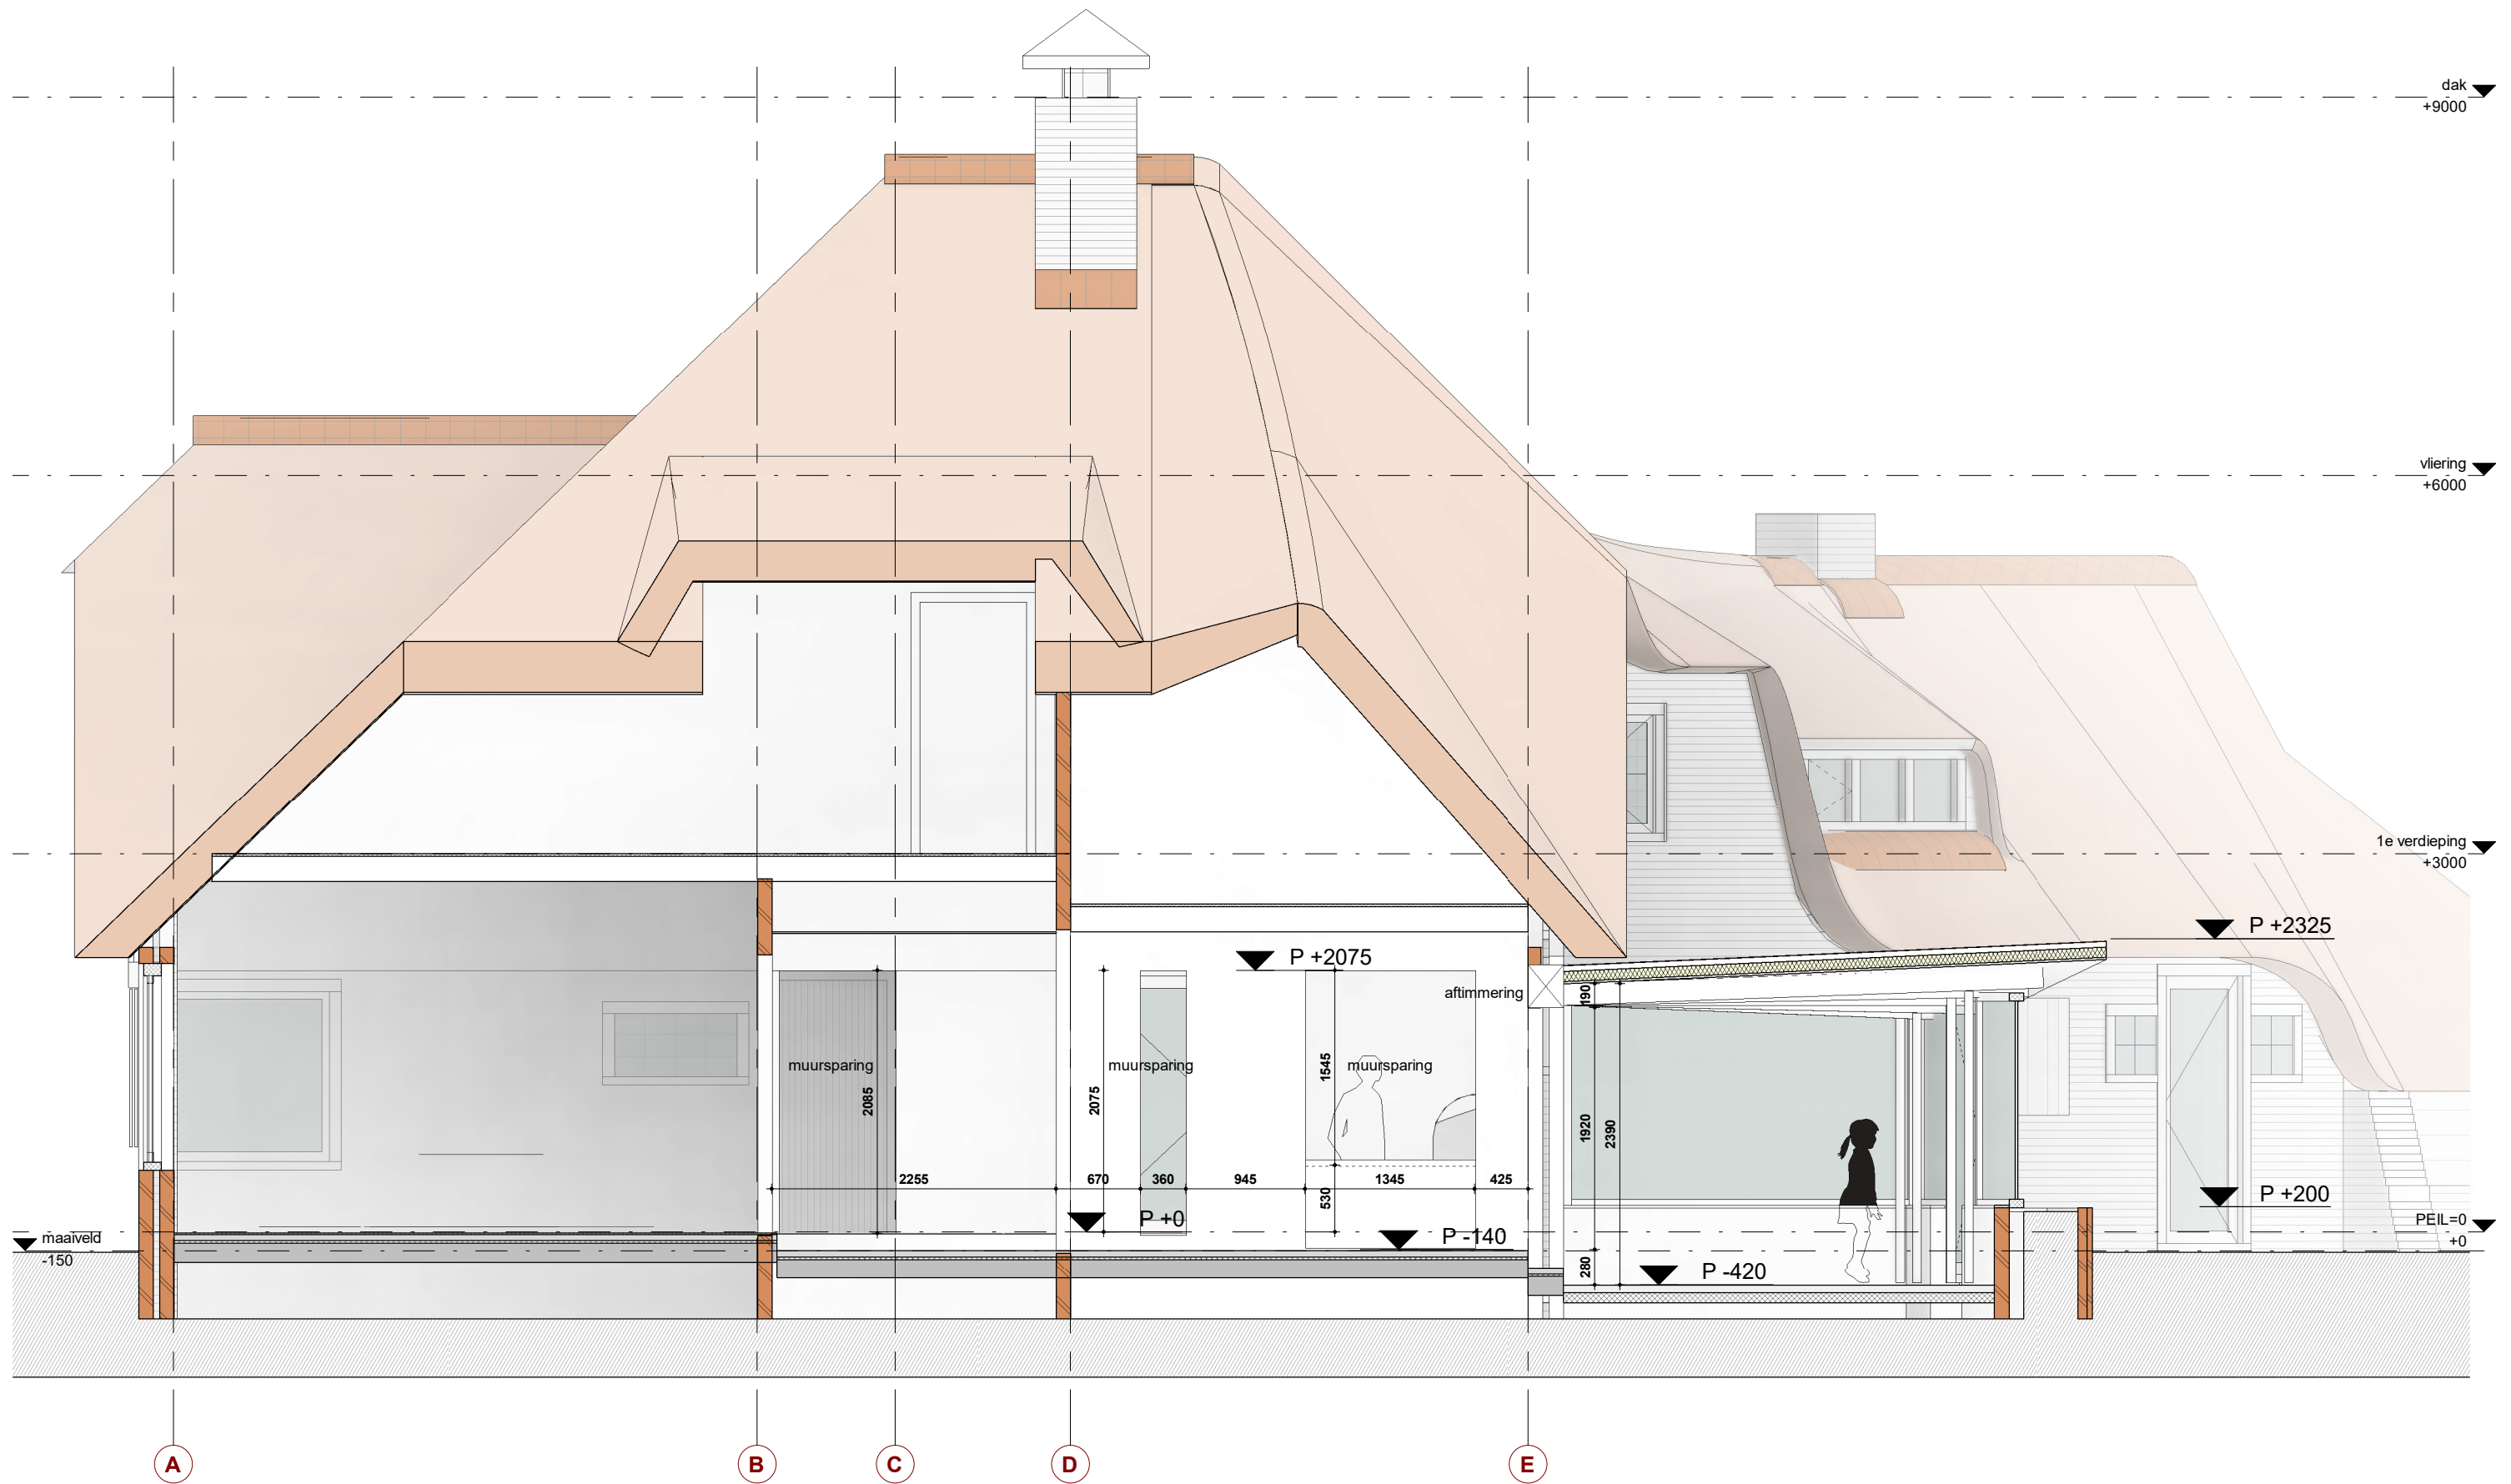 dak
+9000
vliering
+6000
1e verdieping
+3000
P +2325
P +2075
aftimmering
190
muursparing
muursparing
muursparing
2085
2075
1545
1920
2390
2255
670
360
945
1345
425
530
P +200
P +0
PEIL=0
+0
maaiveld
-150
P -140
280
P -420
A
B
C
D
E